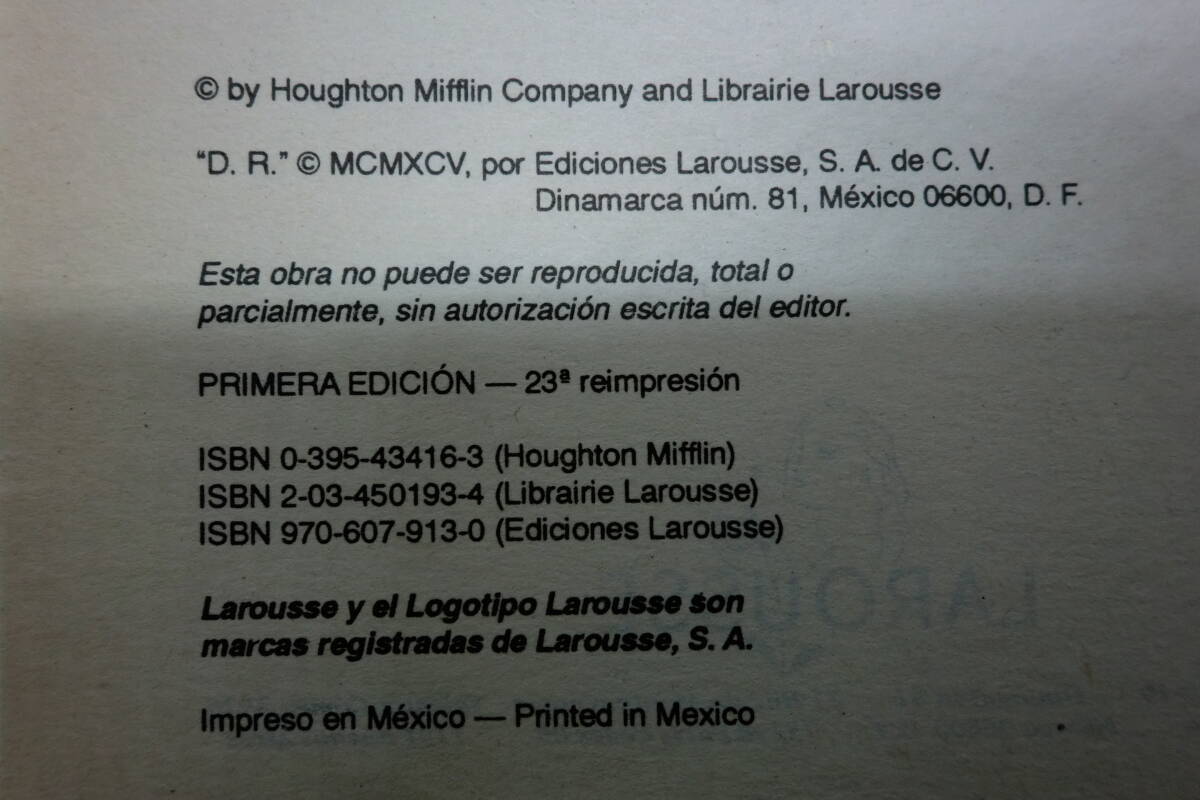 © by Houghton Mifflin Company and Librairie Larousse
"D. R." © MCMXCV, por Ediciones Larousse, S. A. de C. V.
Dinamarca núm. 81, México 06600, D. F.
Esta obra no puede ser reproducida, total o
parcialmente, sin autorización escrita del editor.
PRIMERA EDICIÓN — 23ª reimpresión
ISBN 0-395-43416-3 (Houghton Mifflin)
ISBN 2-03-450193-4 (Librairie Larousse)
ISBN 970-607-913-0 (Ediciones Larousse)
Larousse y el Logotipo Larousse son
marcas registradas de Larousse, S. A.
Impreso en México — Printed in Mexico